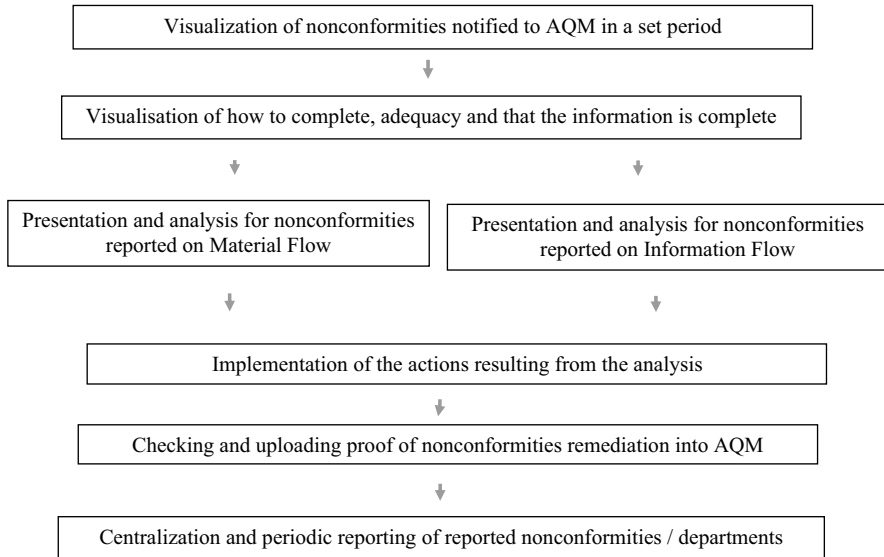 Visualization of nonconformities notified to AQM in a set period
Visualisation of how to complete, adequacy and that the information is complete
Presentation and analysis for nonconformities
reported on Material Flow
Presentation and analysis for nonconformities
reported on Information Flow
Implementation of the actions resulting from the analysis
Checking and uploading proof of nonconformities remediation into AQM
Centralization and periodic reporting of reported nonconformities / departments